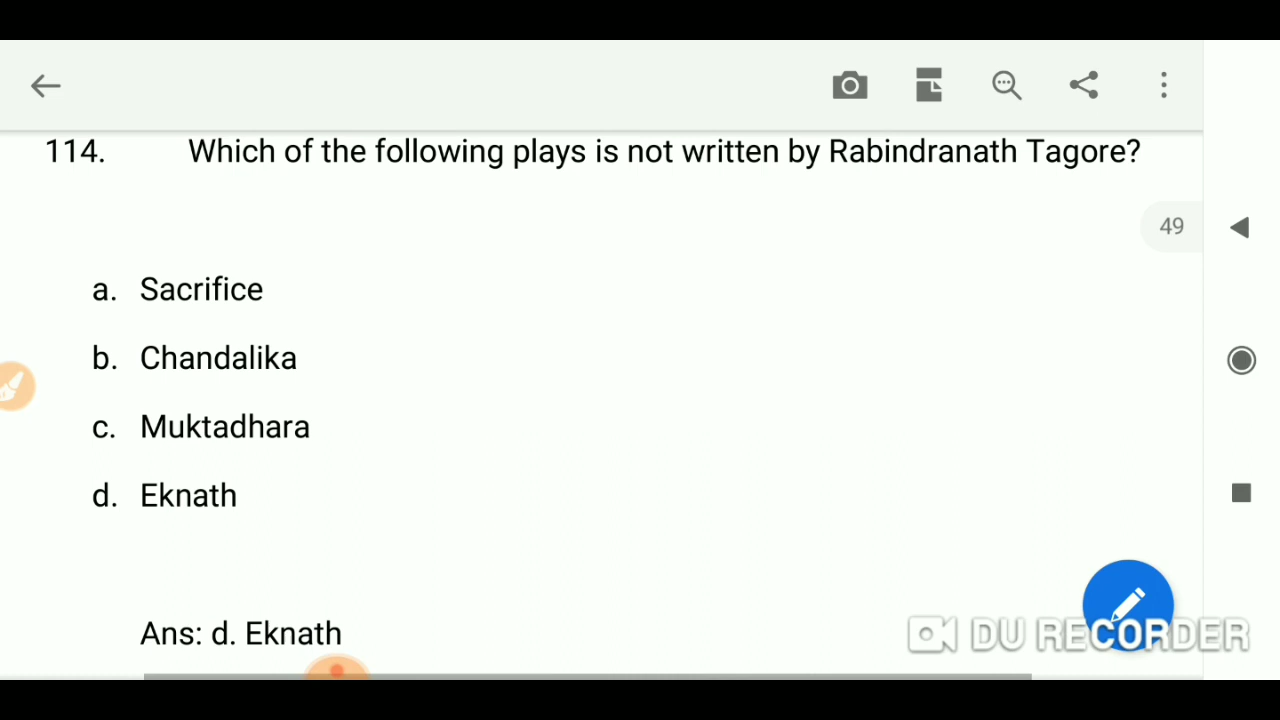 114. Which of the following plays is not written by Rabindranath Tagore?
49
a. Sacrifice
b. Chandalika
c. Muktadhara
d. Eknath
Ans: d. Eknath
DU RECORDER